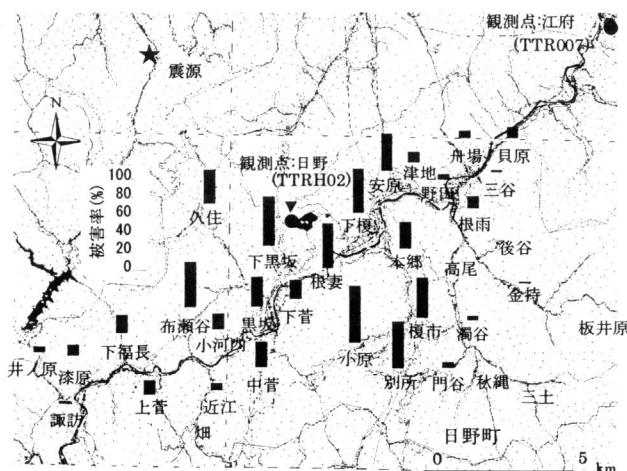 観測点:江府
(TTR007)
震源
N
観測点:日野
(TTRH02)
被害率(%)
100
80
60
40
20
0
久住
安原
津地
野田
舟場
貝原
三谷
下榎
根雨
後谷
下黒坂
根妻
本郷
高尾
金持
板井原
布瀬谷
黒坂
下菅
小河内
小原
榎市
濁谷
下福長
井ノ原
漆原
中菅
別所
門谷
秋縄
三土
諏訪
上菅
近江
畑
日野町
0
5
km